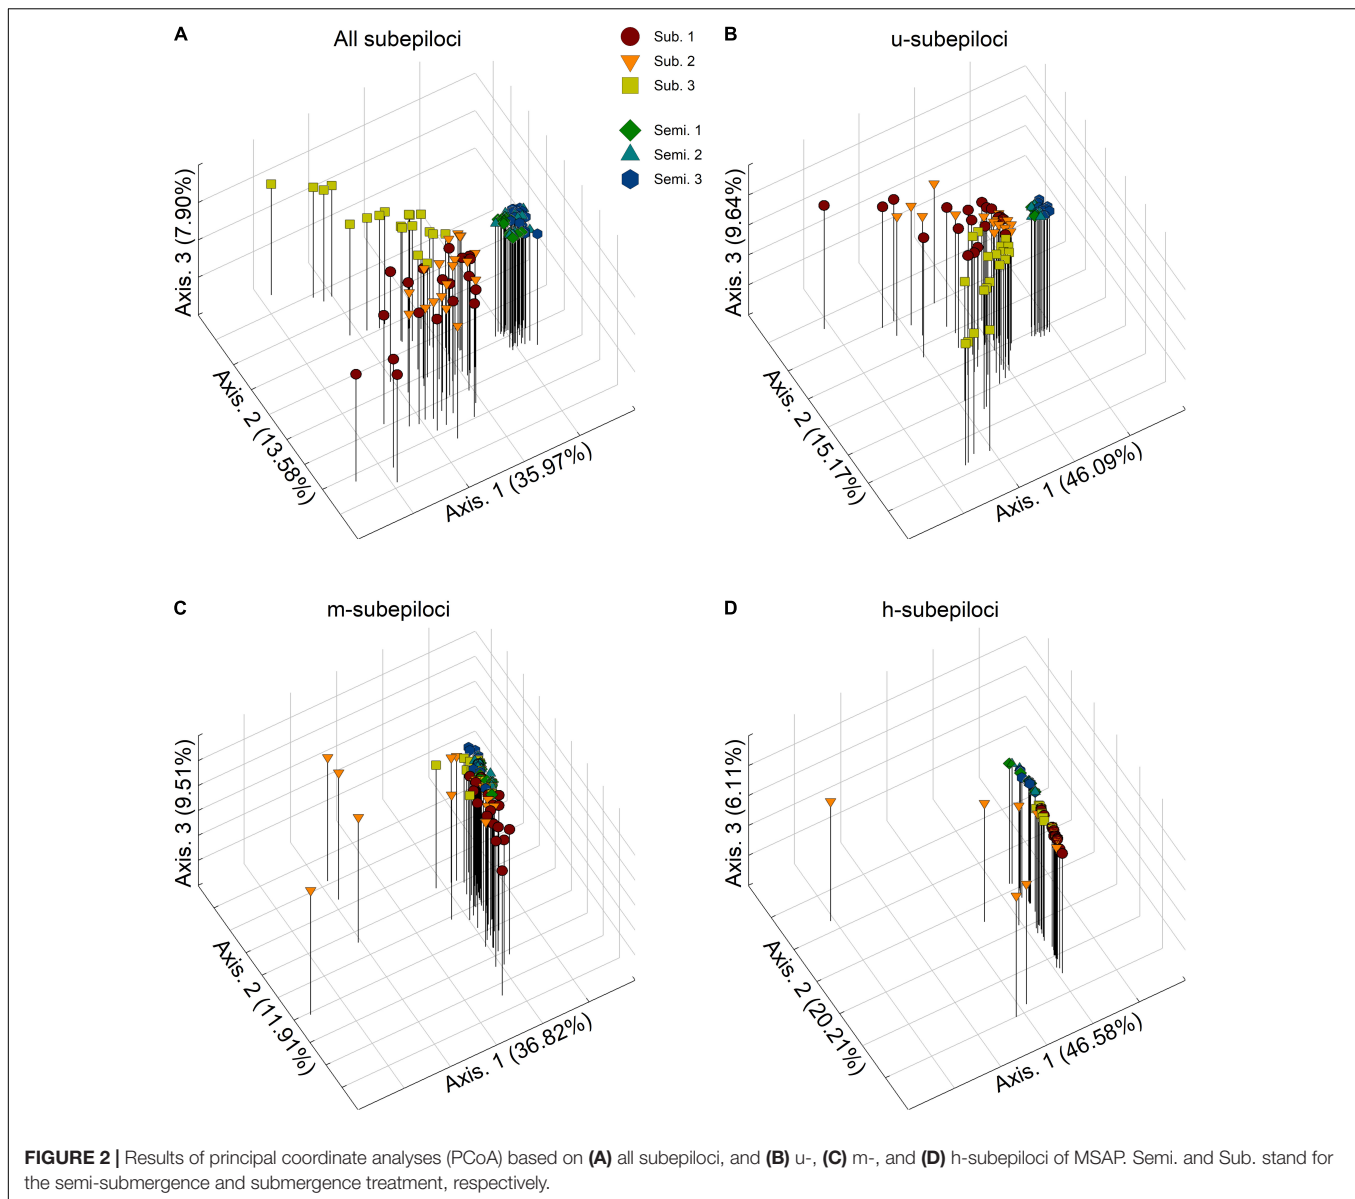 A
All subepiloci
Sub. 1
Sub. 2
Sub. 3
Semi. 1
Semi. 2
Semi. 3
Axis. 3 (7.90%)
Axis. 2 (13.58%)
Axis. 1 (35.97%)
B
u-subepiloci
Axis. 3 (9.64%)
Axis. 2 (15.17%)
Axis. 1 (46.09%)
C
m-subepiloci
Axis. 3 (9.51%)
Axis. 2 (11.91%)
Axis. 1 (36.82%)
D
h-subepiloci
Axis. 3 (6.11%)
Axis. 2 (20.21%)
Axis. 1 (46.58%)
FIGURE 2 | Results of principal coordinate analyses (PCoA) based on (A) all subepiloci, and (B) u-, (C) m-, and (D) h-subepiloci of MSAP. Semi. and Sub. stand for
the semi-submergence and submergence treatment, respectively.